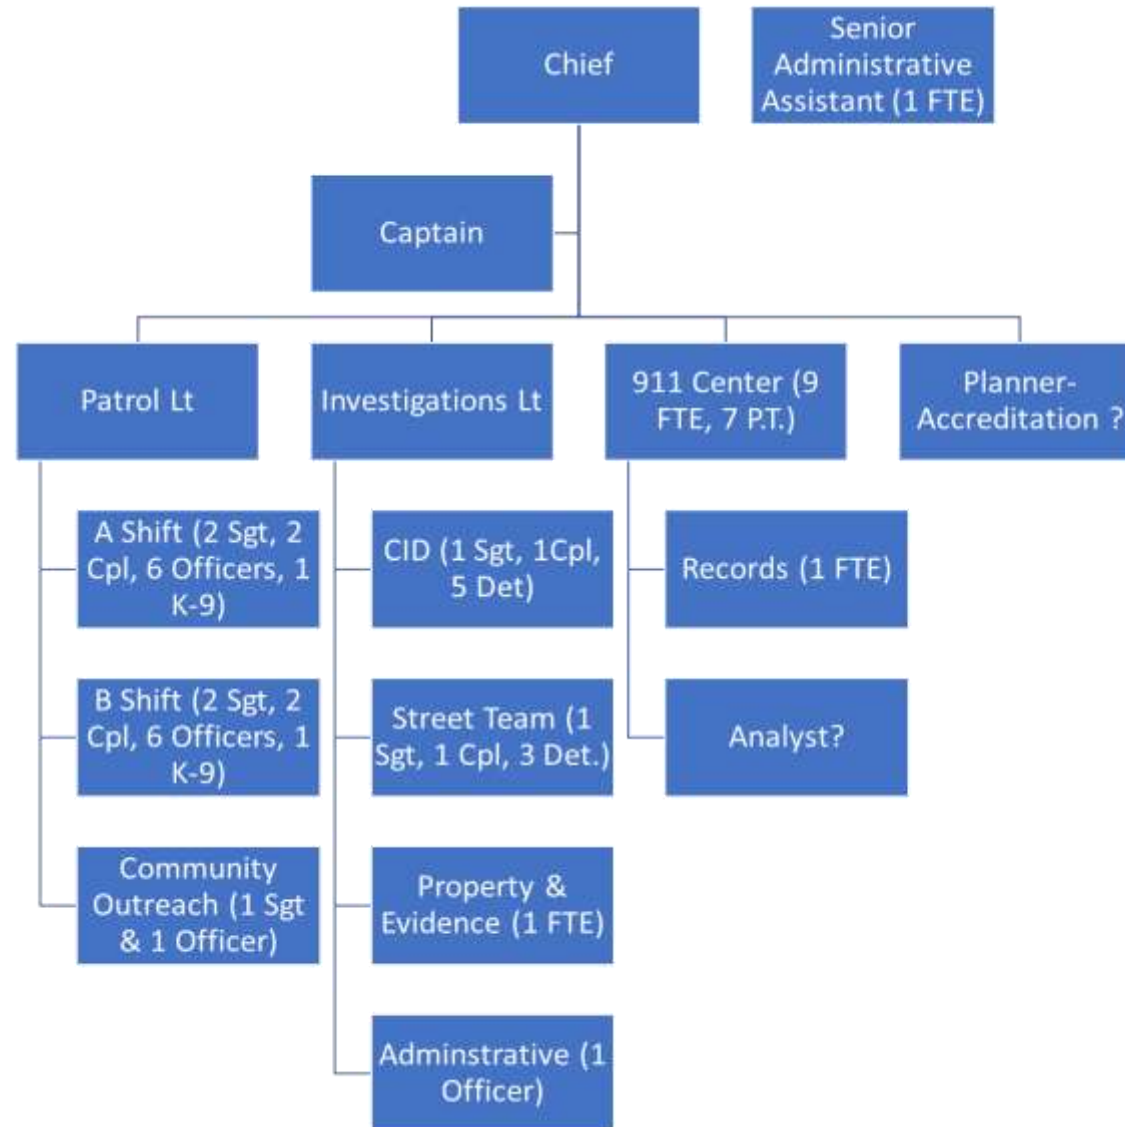 Chief
Senior
Administrative
Assistant (1 FTE)
Captain
Patrol Lt
Investigations Lt
911 Center (9
FTE, 7 P.T.)
Planner-
Accreditation ?
A Shift (2 Sgt, 2
Cpl, 6 Officers, 1
K-9)
CID (1 Sgt, 1Cpl,
5 Det)
Records (1 FTE)
B Shift (2 Sgt, 2
Cpl, 6 Officers, 1
K-9)
Street Team (1
Sgt, 1 Cpl, 3 Det.)
Analyst?
Community
Outreach (1 Sgt
& 1 Officer)
Property &
Evidence (1 FTE)
Adminstrative (1
Officer)